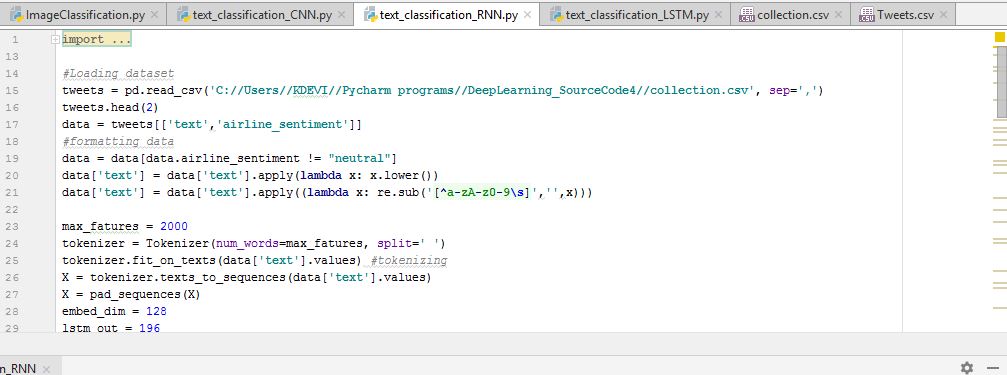 ImageClassification.py text_classification_CNN.py text_classification_RNN.py text_classification_LSTM.py collection.csv Tweets.csv
1 import ...
13
14 #Loading dataset
15 tweets = pd.read_csv('C://Users//KDEVI//Pycharm programs//DeepLearning_SourceCode4//collection.csv', sep=',')
16 tweets.head(2)
17 data = tweets[['text','airline_sentiment']]
18 #formatting data
19 data = data[data.airline_sentiment != "neutral"]
20 data['text'] = data['text'].apply(lambda x: x.lower())
21 data['text'] = data['text'].apply((lambda x: re.sub('[^a-zA-z0-9\s]','',x)))
22
23 max_fatures = 2000
24 tokenizer = Tokenizer(num_words=max_fatures, split=' ')
25 tokenizer.fit_on_texts(data['text'].values) #tokenizing
26 X = tokenizer.texts_to_sequences(data['text'].values)
27 X = pad_sequences(X)
28 embed_dim = 128
29 lstm_out = 196
n_RNN